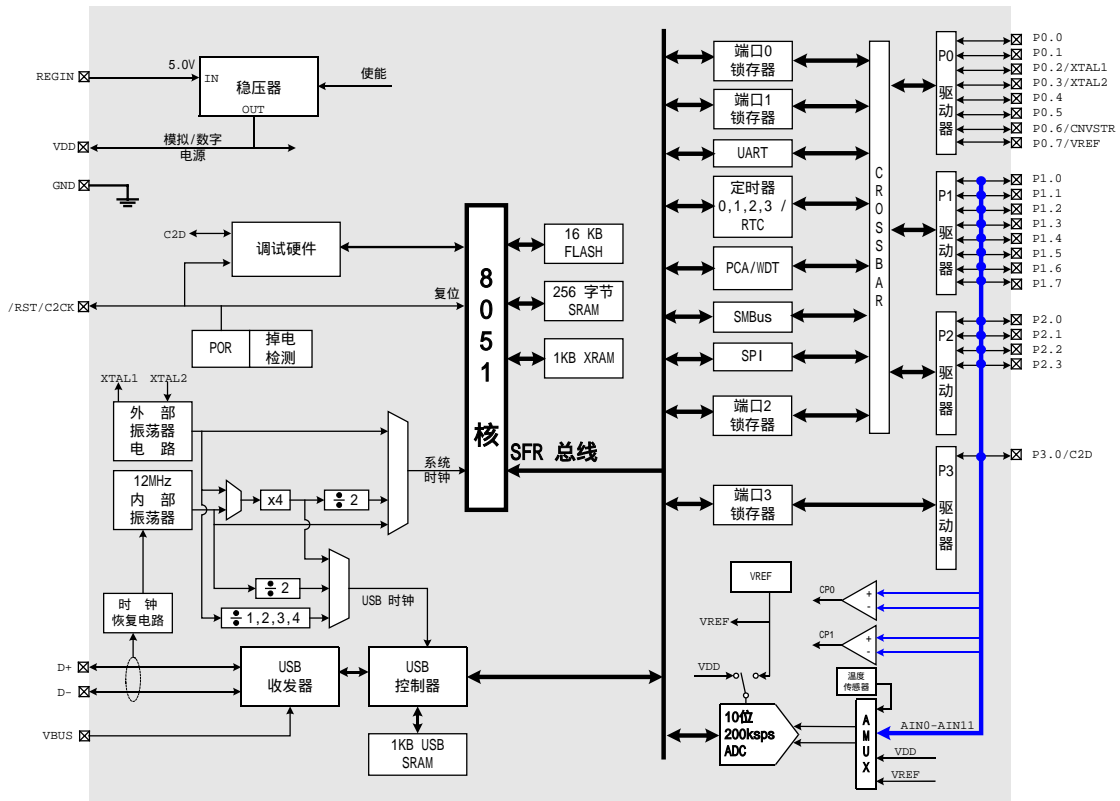 REGIN
5.0V
IN
稳压器
OUT
使能
VDD
模拟/数字
电源
GND
C2D
调试硬件
/RST/C2CK
复位
POR
掉电
检测
XTAL1
XTAL2
外 部
振荡器
电 路
12MHz
内 部
振荡器
x4
÷ 2
系统
时钟
÷ 2
÷ 1,2,3,4
USB 时钟
时 钟
恢复电路
D+
D-
VBUS
USB
收发器
USB
控制器
1KB USB
SRAM
8051
核
16 KB
FLASH
256 字节
SRAM
1KB XRAM
SFR 总线
端口0
锁存器
端口1
锁存器
UART
定时器
0,1,2,3 /
RTC
PCA/WDT
SMBus
SPI
端口2
锁存器
端口3
锁存器
CROSSBAR
P0
驱
动
器
P1
驱
动
器
P2
驱
动
器
P3
驱
动
器
P0.0
P0.1
P0.2/XTAL1
P0.3/XTAL2
P0.4
P0.5
P0.6/CNVSTR
P0.7/VREF
P1.0
P1.1
P1.2
P1.3
P1.4
P1.5
P1.6
P1.7
P2.0
P2.1
P2.2
P2.3
P3.0/C2D
VREF
VREF
VDD
CP0
+
-
CP1
+
-
温度
传感器
10位
200ksps
ADC
AMUX
AIN0-AIN11
VDD
VREF